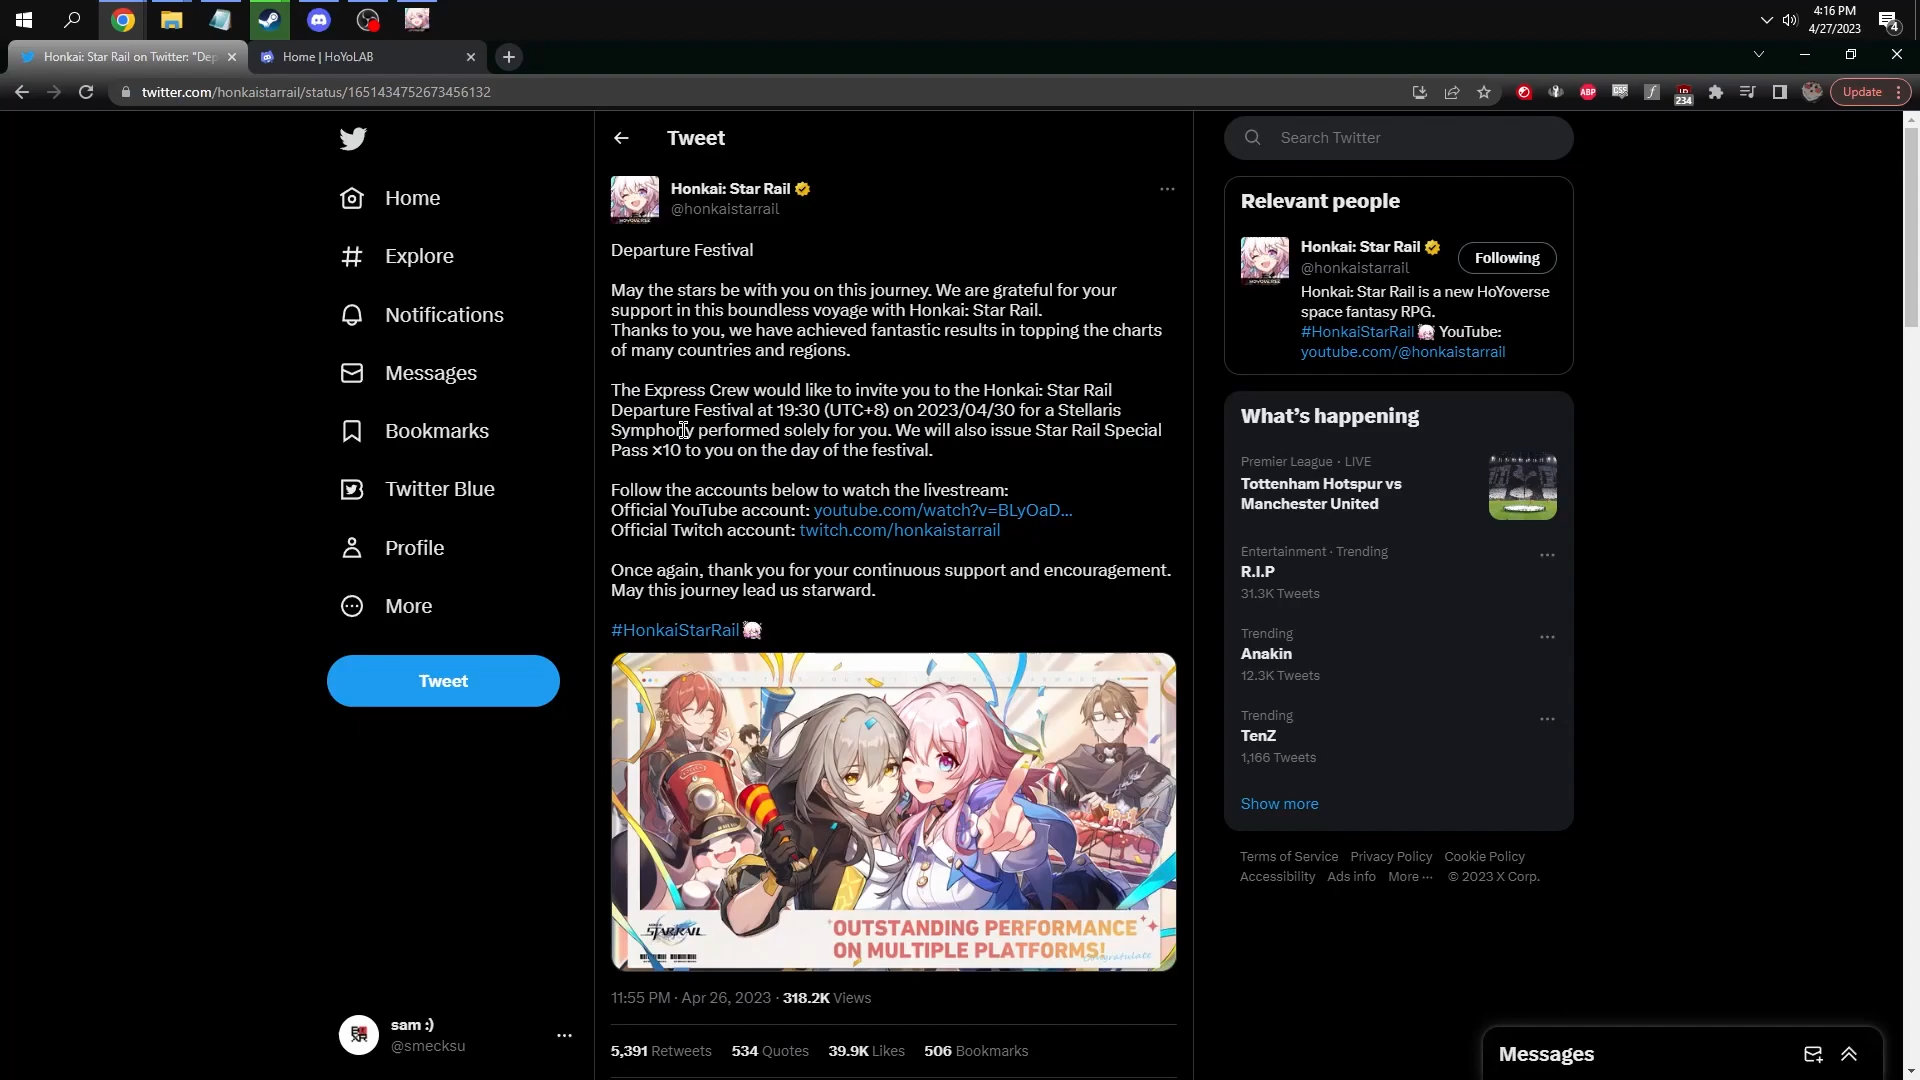 4:16 PM
4/27/2023
4
Honkai: Star Rail on Twitter: "Dep
Home | HoYoLAB
twitter.com/honkaistarrail/status/1651434752673456132
ABP
234
Update
Home
Explore
Notifications
Messages
Bookmarks
Twitter Blue
Profile
More
Tweet
sam :)
@smecksu
Tweet
Honkai: Star Rail
@honkaistarrail
Departure Festival
May the stars be with you on this journey. We are grateful for your
support in this boundless voyage with Honkai: Star Rail.
Thanks to you, we have achieved fantastic results in topping the charts
of many countries and regions.
The Express Crew would like to invite you to the Honkai: Star Rail
Departure Festival at 19:30 (UTC+8) on 2023/04/30 for a Stellaris
Symphony performed solely for you. We will also issue Star Rail Special
Pass ×10 to you on the day of the festival.
Follow the accounts below to watch the livestream:
Official YouTube account: youtube.com/watch?v=BLyOaD...
Official Twitch account: twitch.com/honkaistarrail
Once again, thank you for your continuous support and encouragement.
May this journey lead us starward.
#HonkaiStarRail
STAR RAIL
OUTSTANDING PERFORMANCE
ON MULTIPLE PLATFORMS!
Congratulate
11:55 PM · Apr 26, 2023 · 318.2K Views
5,391 Retweets 534 Quotes 39.9K Likes 506 Bookmarks
Search Twitter
Relevant people
Honkai: Star Rail
@honkaistarrail
Following
Honkai: Star Rail is a new HoYoverse
space fantasy RPG.
#HonkaiStarRail YouTube:
youtube.com/@honkaistarrail
What's happening
Premier League · LIVE
Tottenham Hotspur vs
Manchester United
Entertainment · Trending
R.I.P
31.3K Tweets
Trending
Anakin
12.3K Tweets
Trending
TenZ
1,166 Tweets
Show more
Terms of Service Privacy Policy Cookie Policy
Accessibility Ads info More ··· © 2023 X Corp.
Messages